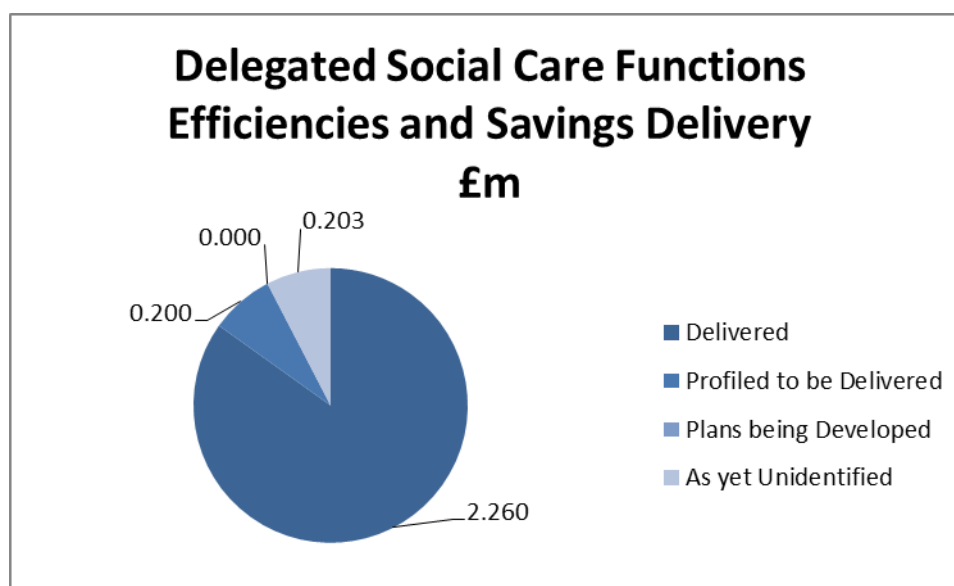 Delegated Social Care Functions
Efficiencies and Savings Delivery
£m
0.203
0.000
0.200
2.260
Delivered
Profiled to be Delivered
Plans being Developed
As yet Unidentified